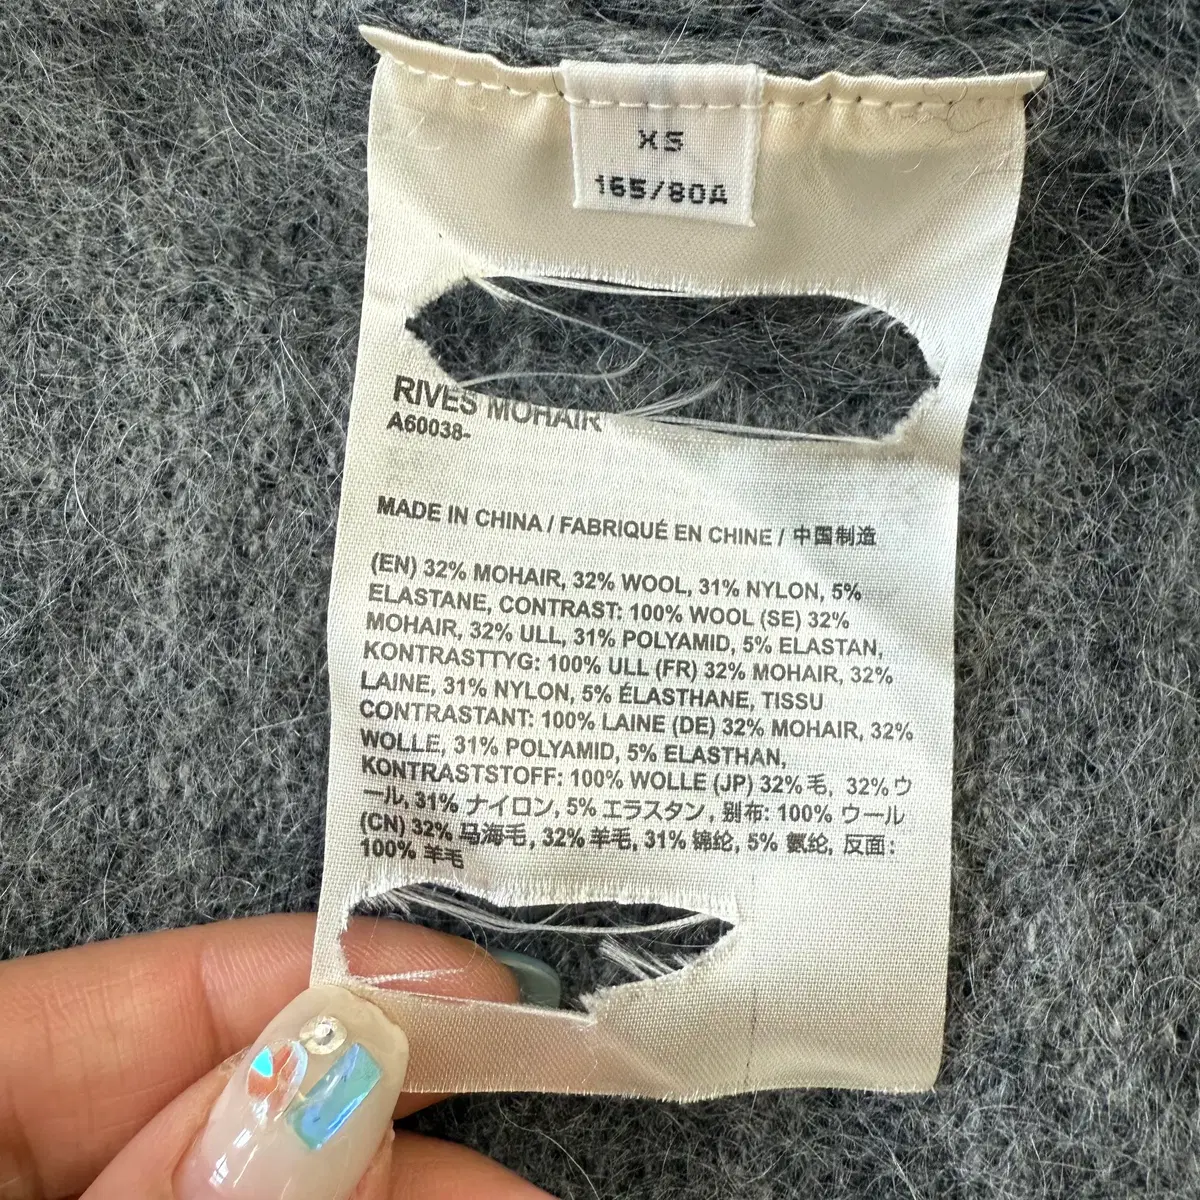 XS
165/80A
RIVES MOHAIR
A60038-
MADE IN CHINA / FABRIQUÉ EN CHINE / 中国制造
(EN) 32% MOHAIR, 32% WOOL, 31% NYLON, 5%
ELASTANE, CONTRAST: 100% WOOL (SE) 32%
MOHAIR, 32% ULL, 31% POLYAMID, 5% ELASTAN,
KONTRASTTYG: 100% ULL (FR) 32% MOHAIR, 32%
LAINE, 31% NYLON, 5% ÉLASTHANE, TISSU
CONTRASTANT: 100% LAINE (DE) 32% MOHAIR, 32%
WOLLE, 31% POLYAMID, 5% ELASTHAN,
KONTRASTSTOFF: 100% WOLLE (JP) 32% 毛, 32% ウ
ール, 31% ナイロン, 5% エラスタン, 別布: 100% ウール
(CN) 32% 马海毛, 32% 羊毛, 31% 锦纶, 5% 氨纶, 反面:
100% 羊毛